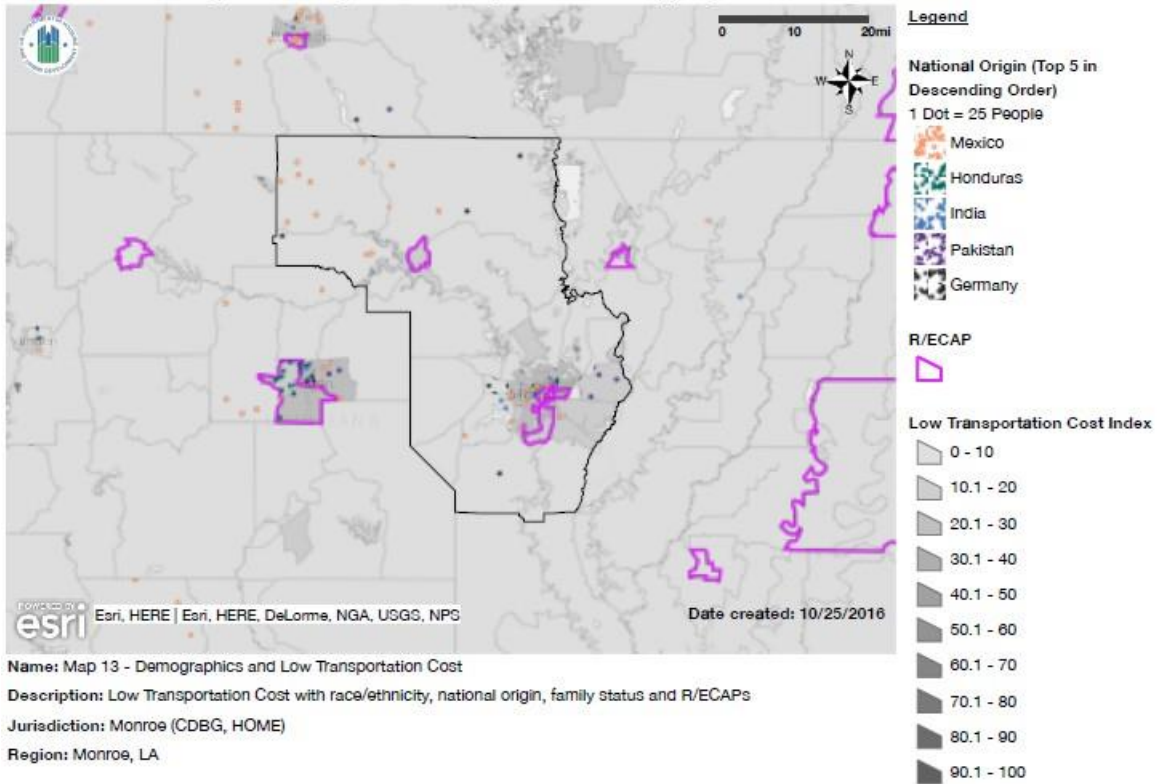 0 10 20mi
N
W E
S
POWERED BY
esri
Esri, HERE | Esri, HERE, DeLorme, NGA, USGS, NPS
Date created: 10/25/2016
Legend
National Origin (Top 5 in
Descending Order)
1 Dot = 25 People
Mexico
Honduras
India
Pakistan
Germany
R/ECAP
Low Transportation Cost Index
0 - 10
10.1 - 20
20.1 - 30
30.1 - 40
40.1 - 50
50.1 - 60
60.1 - 70
70.1 - 80
80.1 - 90
90.1 - 100
Name: Map 13 - Demographics and Low Transportation Cost
Description: Low Transportation Cost with race/ethnicity, national origin, family status and R/ECAPs
Jurisdiction: Monroe (CDBG, HOME)
Region: Monroe, LA